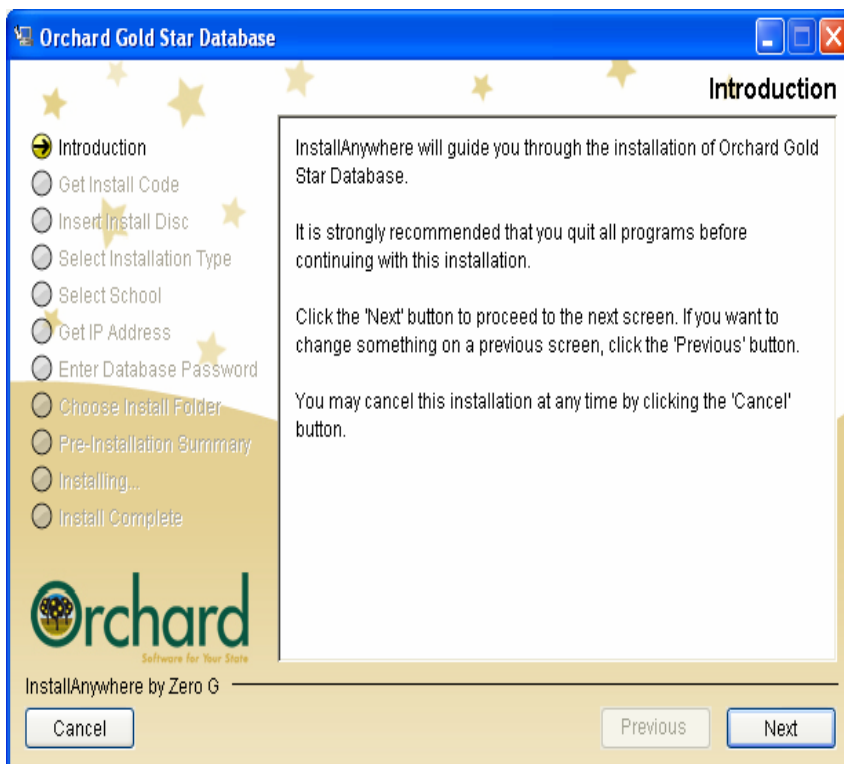 Orchard Gold Star Database
Introduction
Introduction
Get Install Code
Insert Install Disc
Select Installation Type
Select School
Get IP Address
Enter Database Password
Choose Install Folder
Pre-Installation Summary
Installing...
Install Complete
InstallAnywhere will guide you through the installation of Orchard Gold
Star Database.
It is strongly recommended that you quit all programs before
continuing with this installation.
Click the 'Next' button to proceed to the next screen. If you want to
change something on a previous screen, click the 'Previous' button.
You may cancel this installation at any time by clicking the 'Cancel'
button.
Orchard
Software for Your State
InstallAnywhere by Zero G
Cancel
Previous
Next